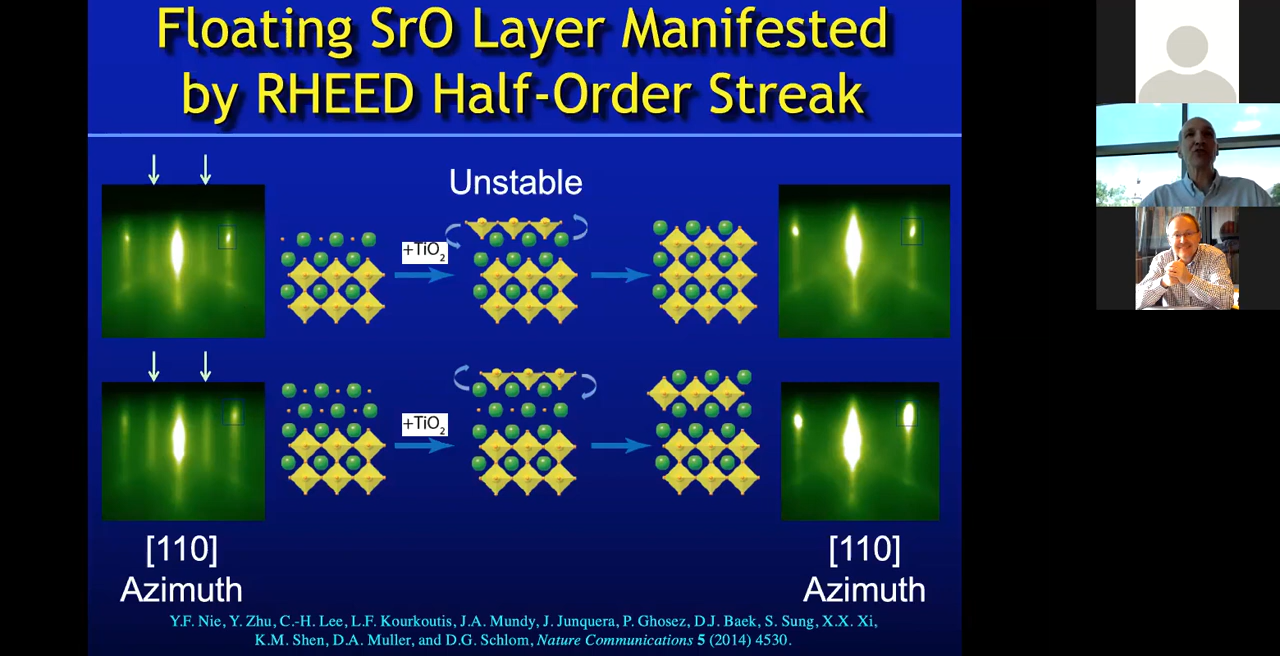 Floating SrO Layer Manifested
by RHEED Half-Order Streak
Unstable
+TiO2
+TiO2
[110]
Azimuth
[110]
Azimuth
Y.F. Nie, Y. Zhu, C.-H. Lee, L.F. Kourkoutis, J.A. Mundy, J. Junquera, P. Ghosez, D.J. Baek, S. Sung, X.X. Xi,
K.M. Shen, D.A. Muller, and D.G. Schlom, Nature Communications 5 (2014) 4530.